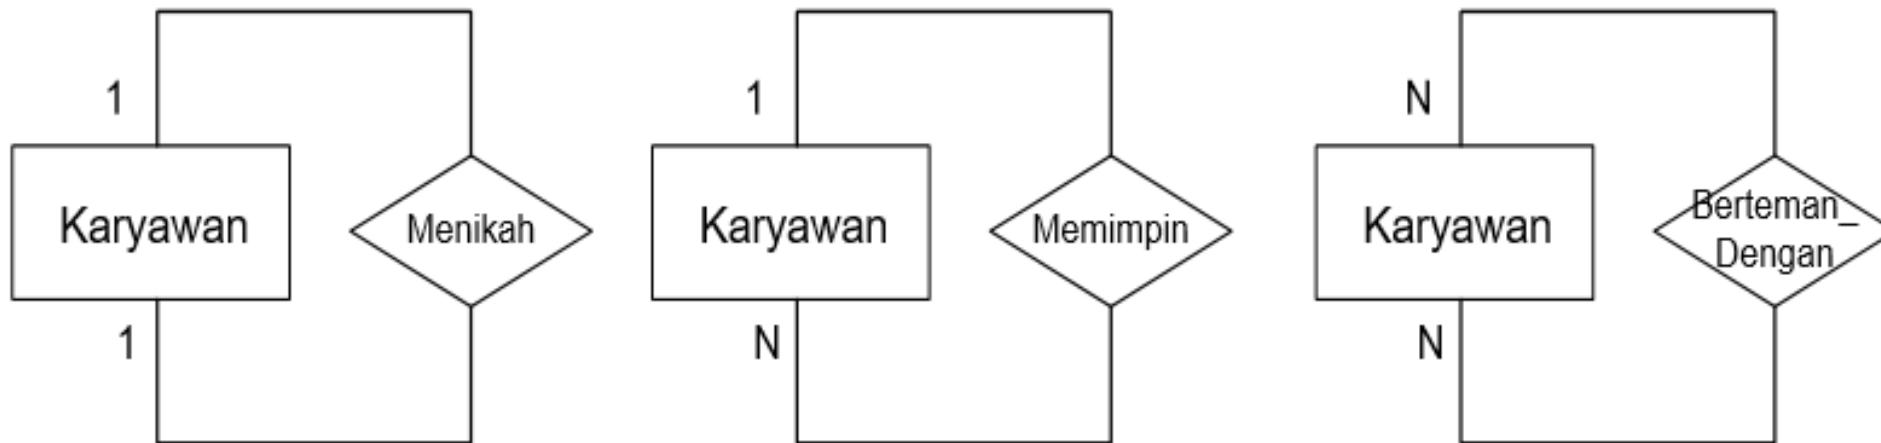 1
Karyawan
Menikah
1
1
Karyawan
Memimpin
N
N
Karyawan
Berteman_
Dengan
N